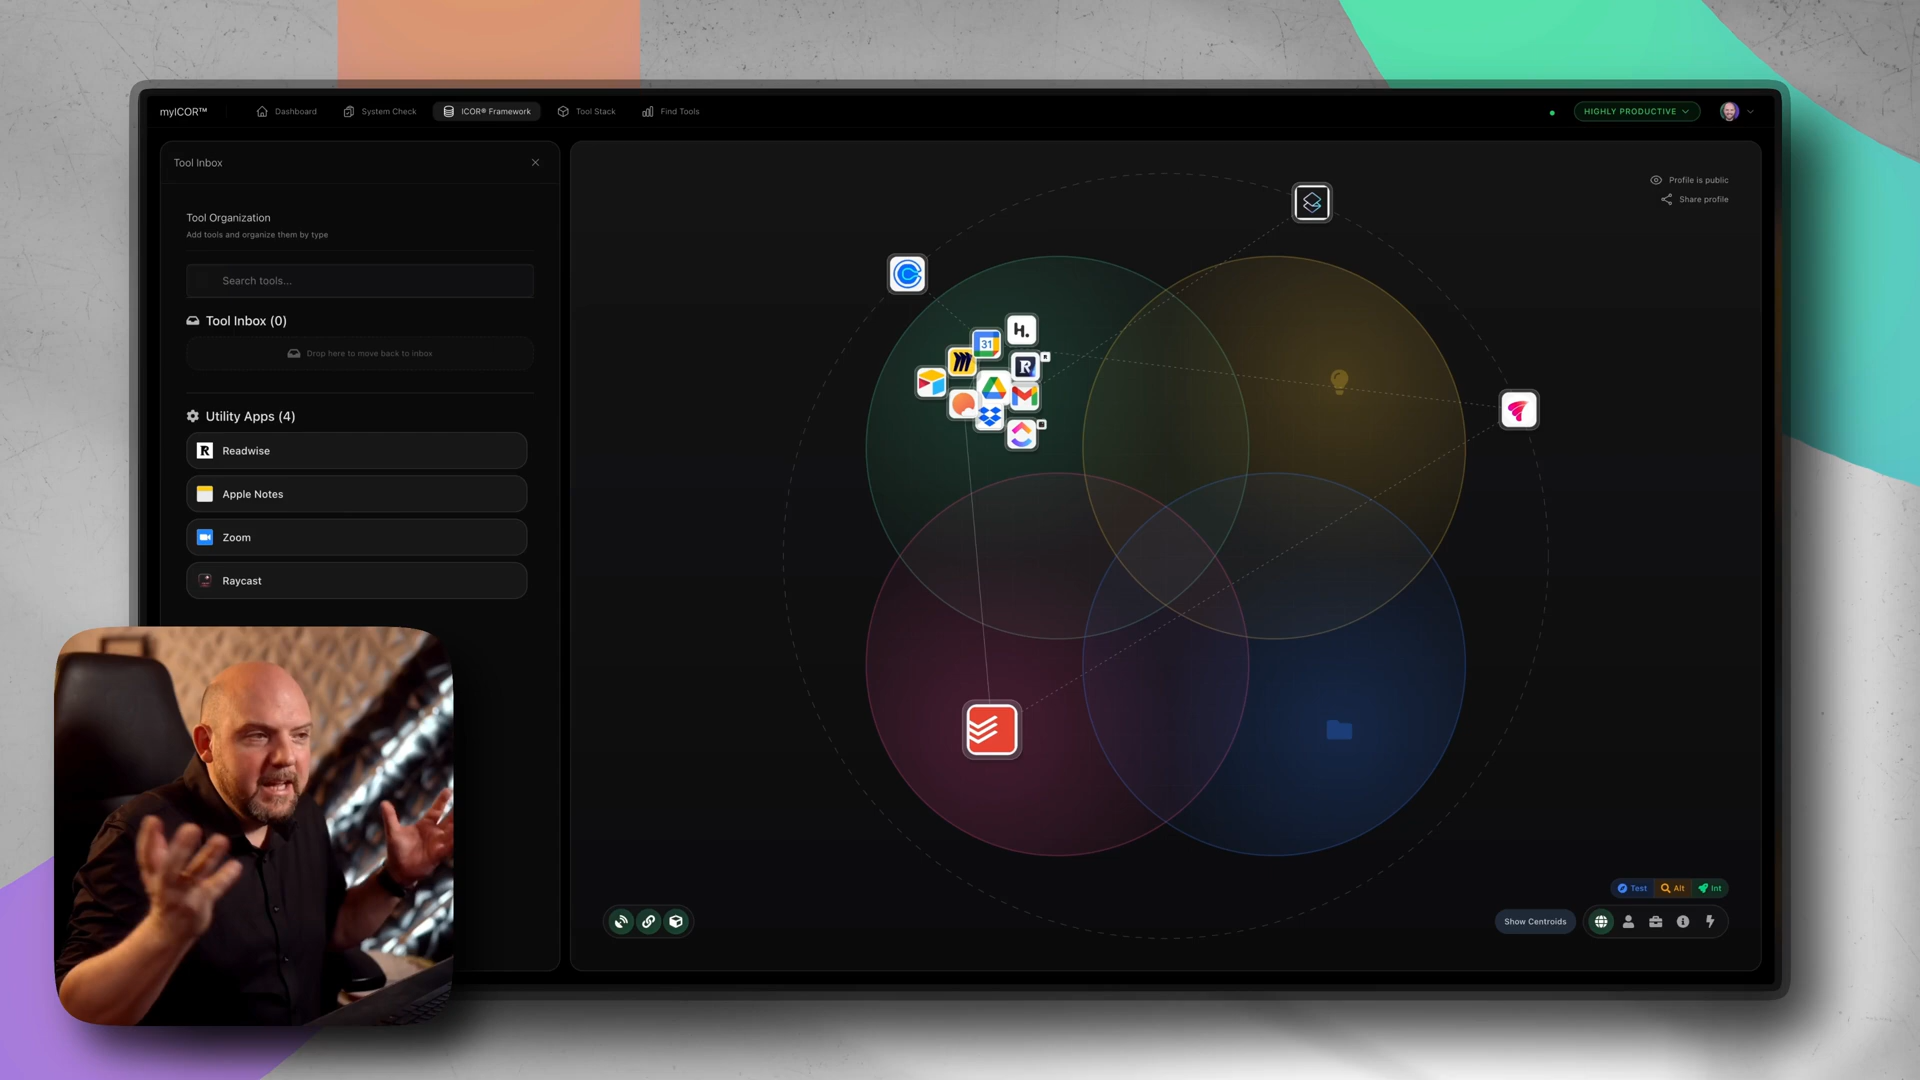 myICOR™
Dashboard
System Check
ICOR® Framework
Tool Stack
Find Tools
HIGHLY PRODUCTIVE
Tool Inbox
Tool Organization
Add tools and organize them by type
Search tools...
Tool Inbox (0)
Drop here to move back to inbox
Utility Apps (4)
R
Readwise
Apple Notes
Zoom
Raycast
Profile is public
Share profile
H.
31
R
Test
Alt
Int
Show Centroids